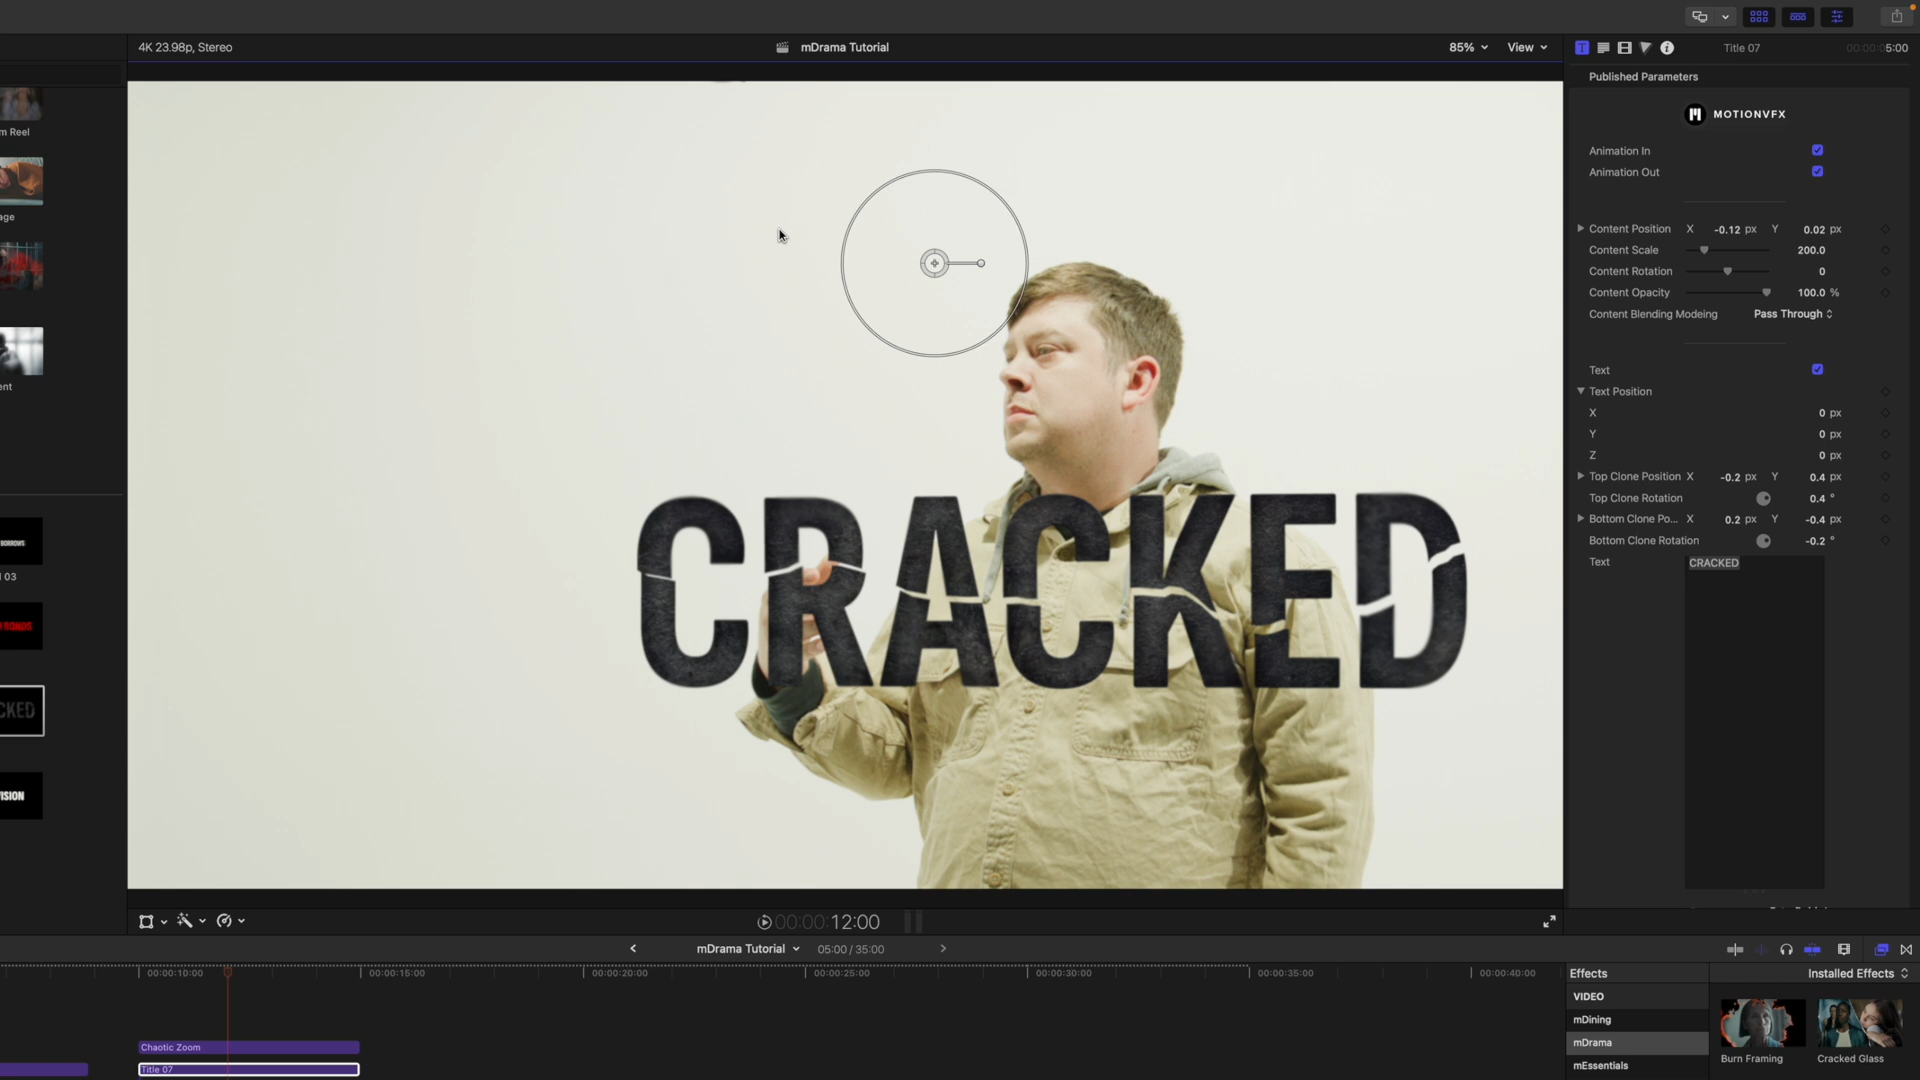 4K 23.98p, Stereo
mDrama Tutorial
85%
View
Title 07
00:00:05:00
Published Parameters
MOTIONVFX
Animation In
Animation Out
Content Position X -0.12 px Y 0.02 px
Content Scale 200.0
Content Rotation 0
Content Opacity 100.0 %
Content Blending Modeing Pass Through
Text
Text Position
X 0 px
Y 0 px
Z 0 px
Top Clone Position X -0.2 px Y 0.4 px
Top Clone Rotation 0.4 °
Bottom Clone Po... X 0.2 px Y -0.4 px
Bottom Clone Rotation -0.2 °
Text CRACKED
m Reel
age
ent
BORROWS
l 03
BONDS
CKED
ISION
CRACKED
00:00:12:00
mDrama Tutorial
05:00 / 35:00
00:00:10:00
00:00:15:00
00:00:20:00
00:00:25:00
00:00:30:00
00:00:35:00
00:00:40:00
Chaotic Zoom
Title 07
Effects
Installed Effects
VIDEO
mDining
mDrama
mEssentials
Burn Framing
Cracked Glass